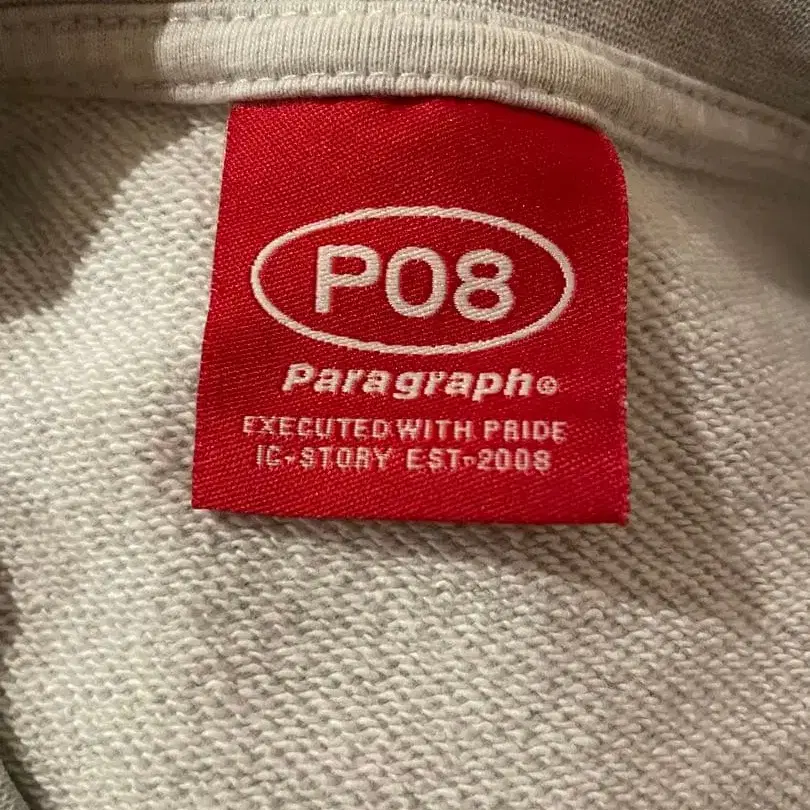 P08
Paragraph©
EXECUTED WITH PRIDE
IC-STORY EST-2008